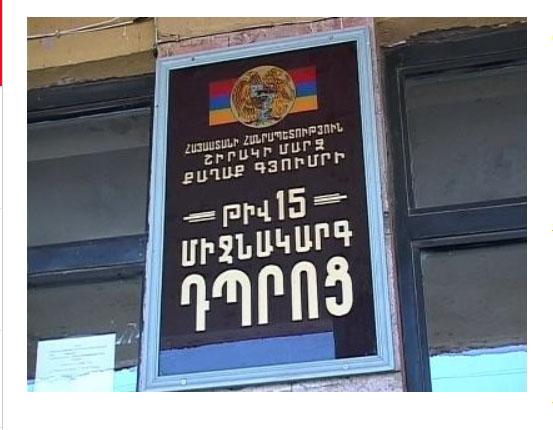 ՀԱՅԱՍՏԱՆԻ ՀԱՆՐԱՊԵՏՈՒԹՅՈՒՆ
ՇԻՐԱԿԻ ՄԱՐԶ
ՔԱՂԱՔ ԳՅՈՒՄՐԻ
ԹԻՎ 15
ՄԻՋՆԱԿԱՐԳ
ԴՊՐՈՑ